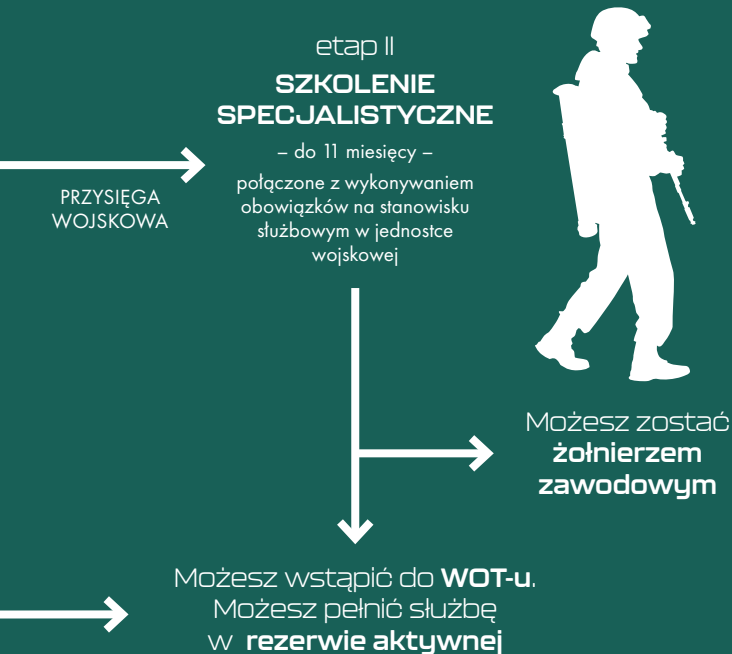 etap II
SZKOLENIE
SPECJALISTYCZNE
– do 11 miesięcy –
połączone z wykonywaniem
obowiązków na stanowisku
służbowym w jednostce
wojskowej
PRZYSIĘGA
WOJSKOWA
Możesz zostać
żołnierzem
zawodowym
Możesz wstąpić do WOT-u.
Możesz pełnić służbę
w rezerwie aktywnej